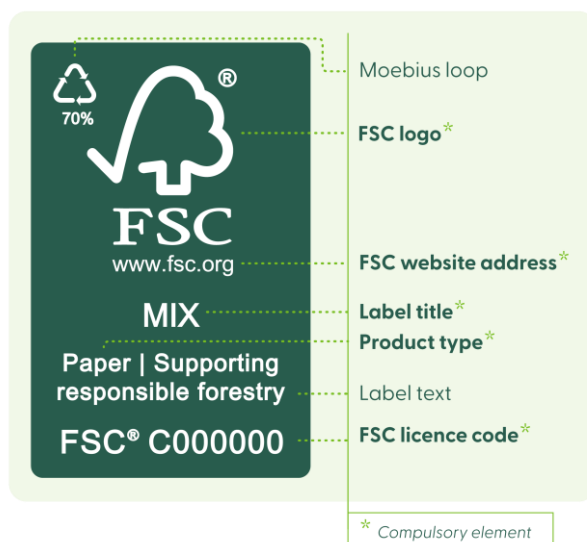 ®
70%
FSC
www.fsc.org
MIX
Paper | Supporting
responsible forestry
FSC® C000000
Moebius loop
FSC logo*
FSC website address*
Label title*
Product type*
Label text
FSC licence code*
* Compulsory element